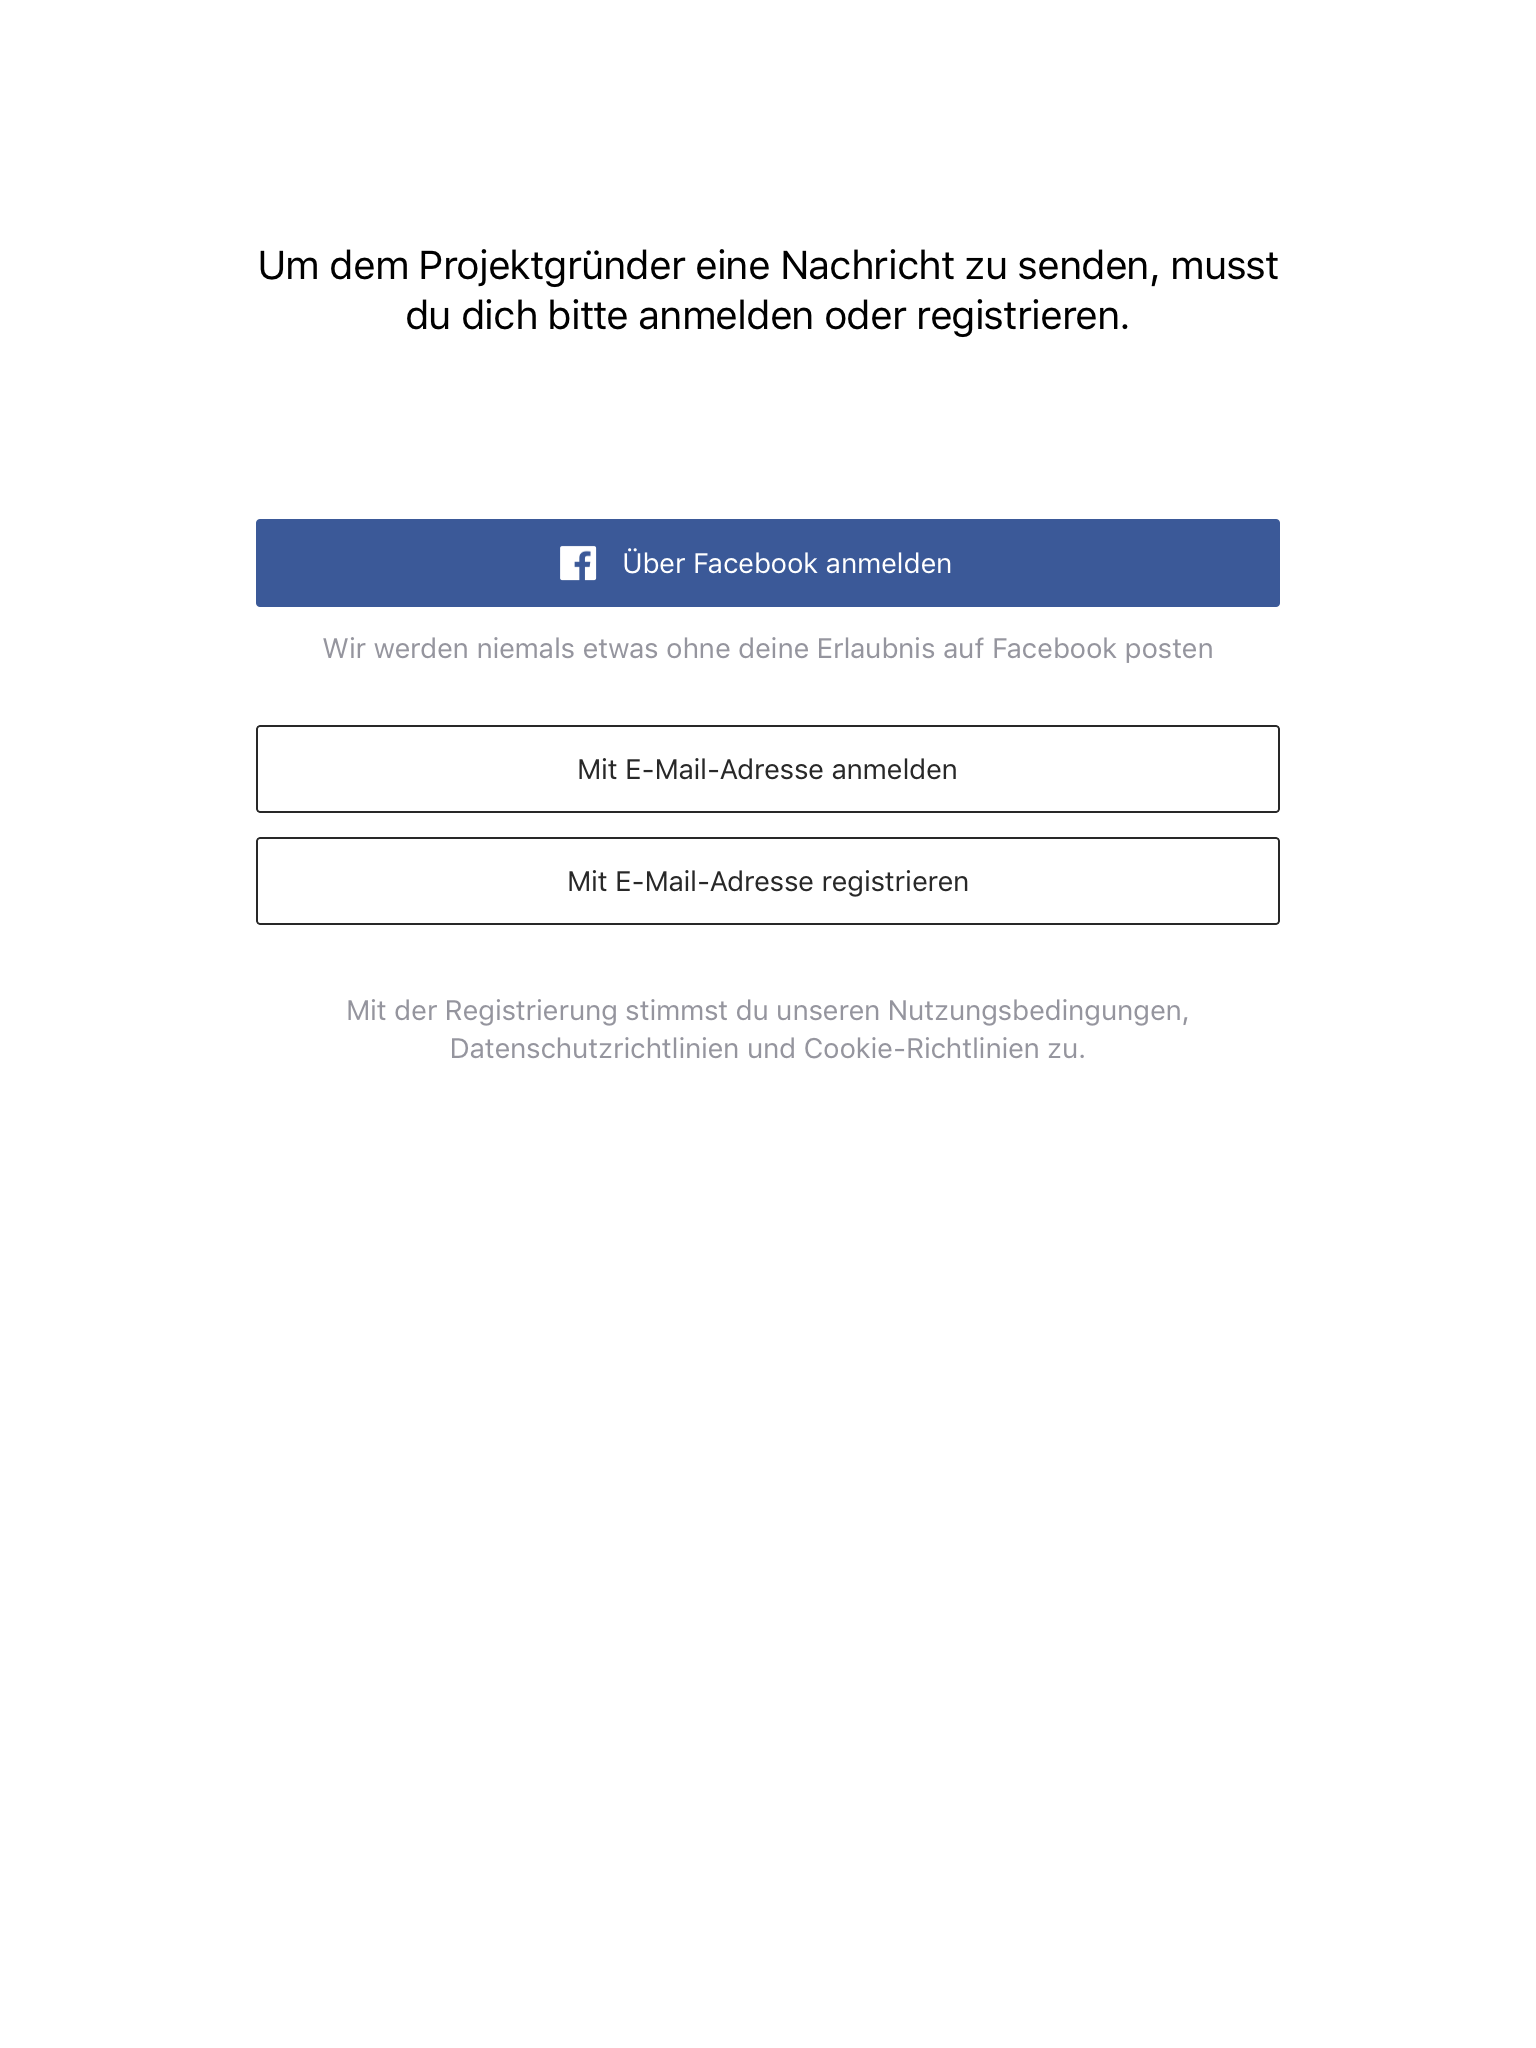 Um dem Projektgründer eine Nachricht zu senden, musst
du dich bitte anmelden oder registrieren.
Über Facebook anmelden
Wir werden niemals etwas ohne deine Erlaubnis auf Facebook posten
Mit E-Mail-Adresse anmelden
Mit E-Mail-Adresse registrieren
Mit der Registrierung stimmst du unseren Nutzungsbedingungen,
Datenschutzrichtlinien und Cookie-Richtlinien zu.